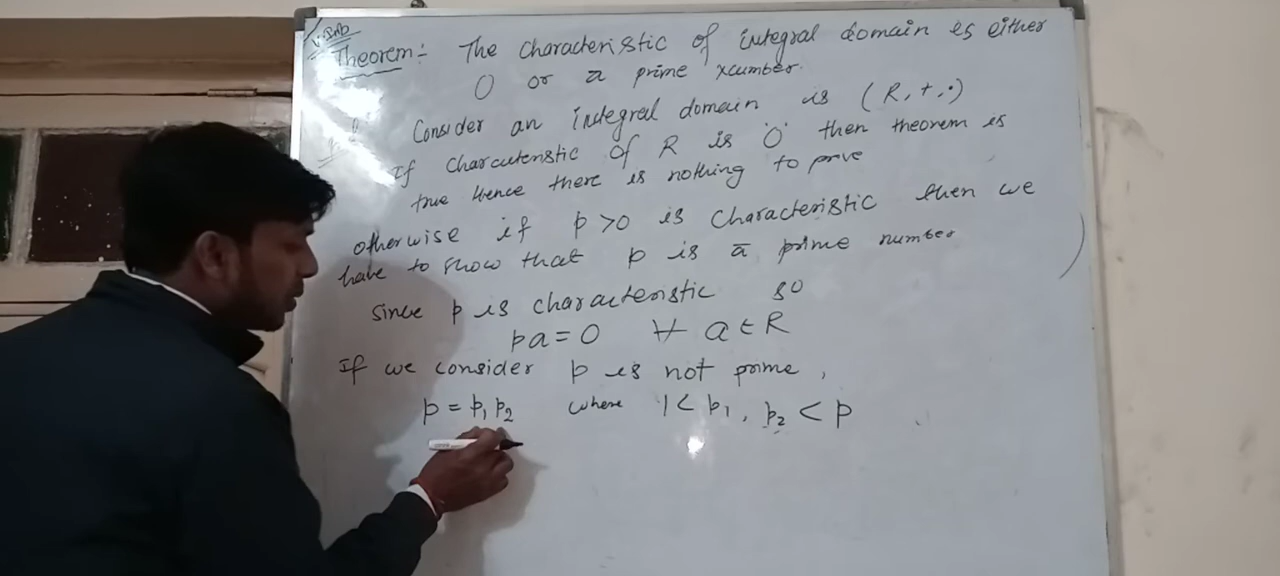 Theorem:- The characteristic of integral domain is either
0 or a prime number.
Consider an integral domain is (R, +, ·)
If characteristic of R is '0' then theorem is
true Hence there is nothing to prove
otherwise if p > 0 is characteristic then we
have to show that p is a prime number
Since p is characteristic so
pa = 0 ∀ a ∈ R
If we consider p is not prime,
p = p₁ p₂ where 1 < p₁, p₂ < p